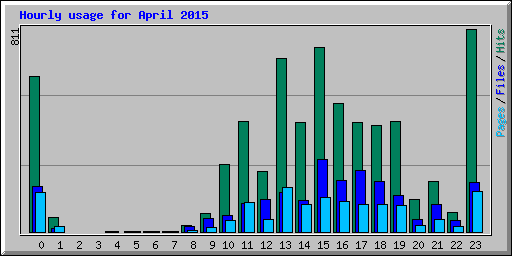 Hourly usage for April 2015
811
Pages / Files / Hits
0 1 2 3 4 5 6 7 8 9 10 11 12 13 14 15 16 17 18 19 20 21 22 23